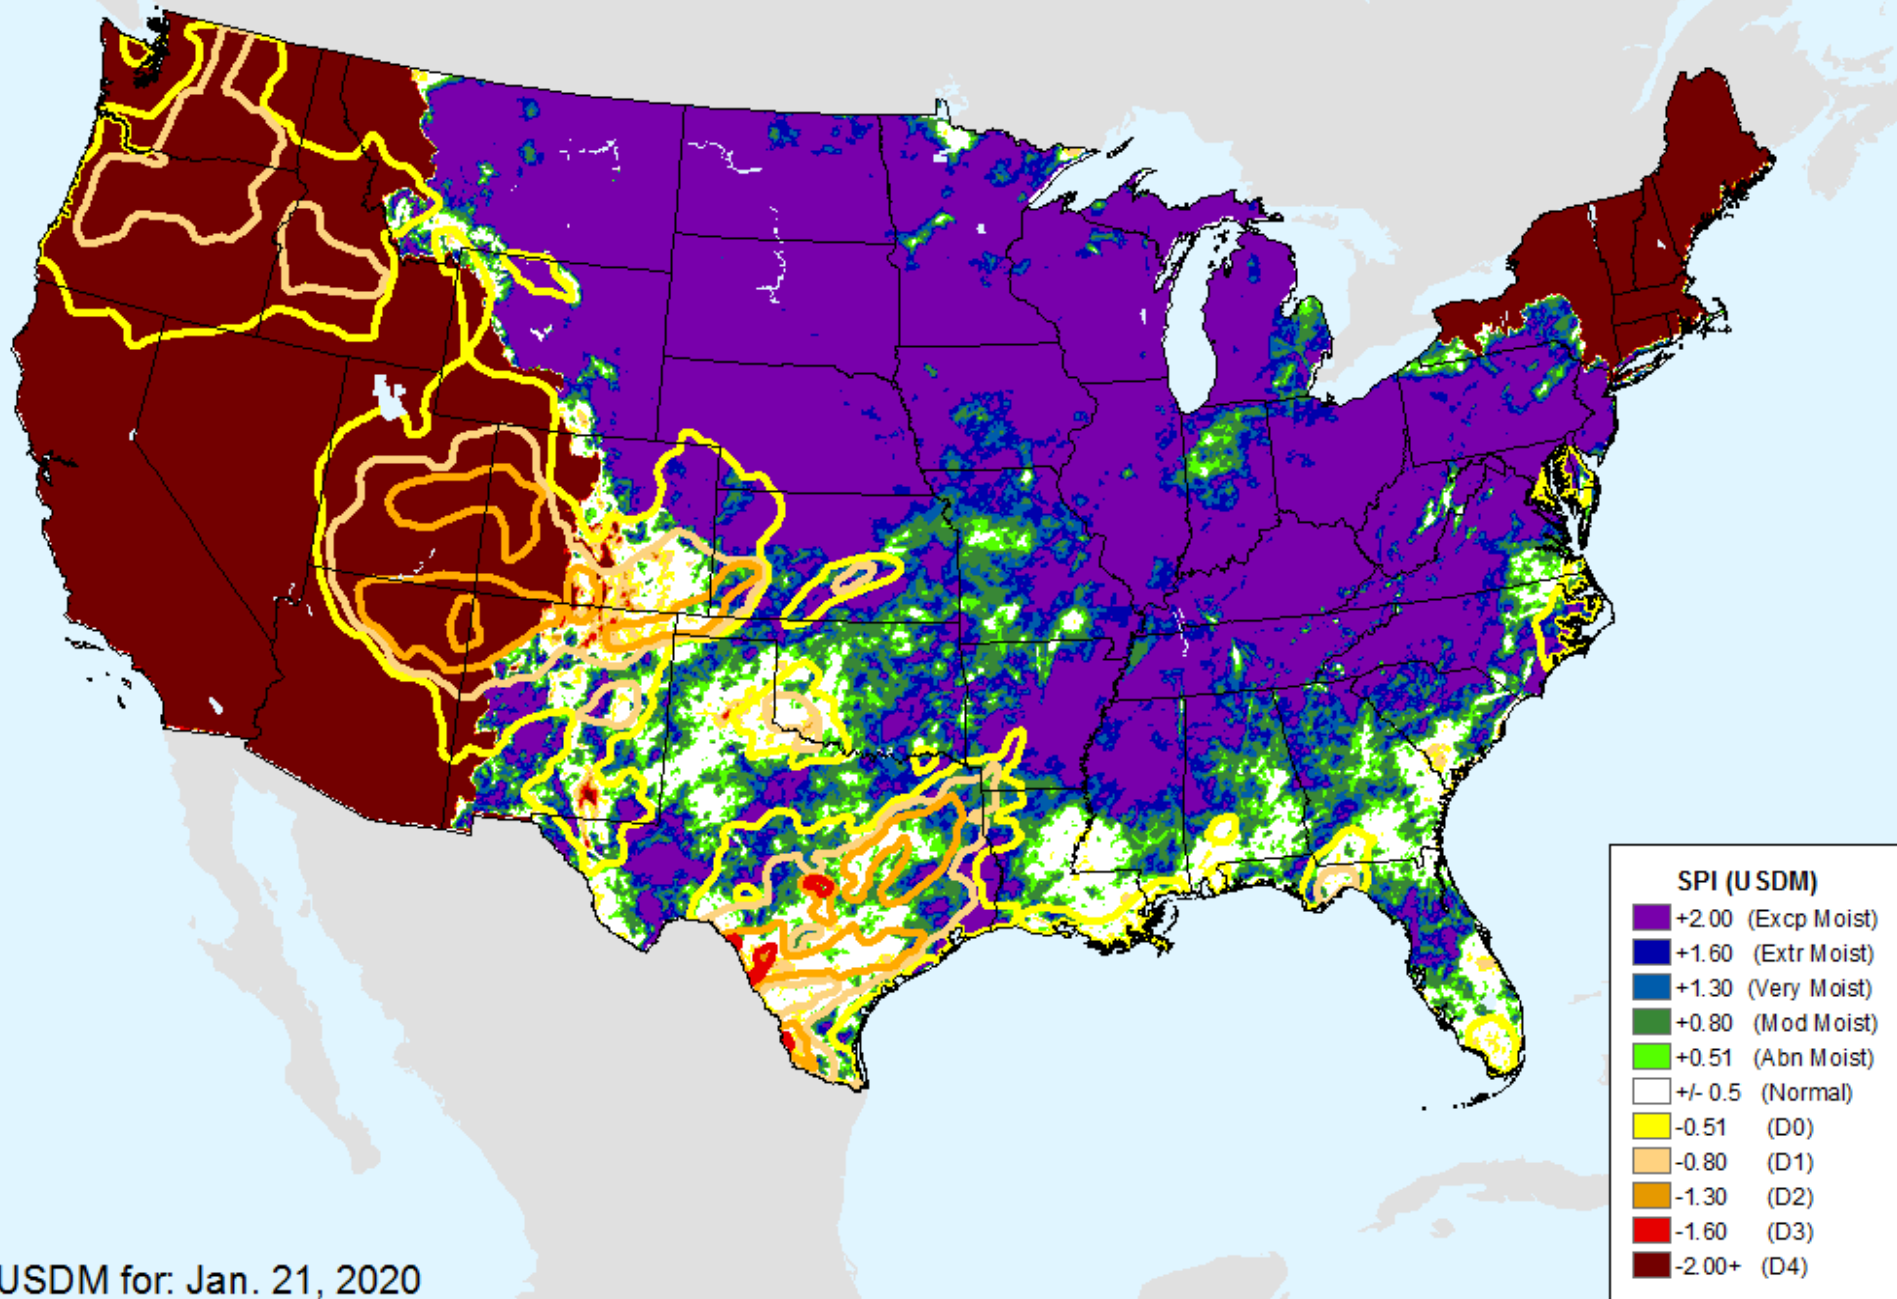 SPI (USDM)
+2.00 (Excp Moist)
+1.60 (Extr Moist)
+1.30 (Very Moist)
+0.80 (Mod Moist)
+0.51 (Abn Moist)
+/- 0.5 (Normal)
-0.51 (D0)
-0.80 (D1)
-1.30 (D2)
-1.60 (D3)
-2.00+ (D4)
USDM for: Jan. 21, 2020